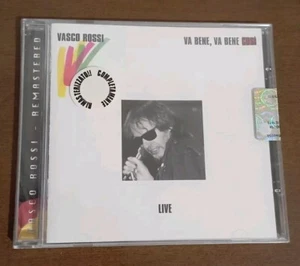 VASCO ROSSI
VA BENE, VA BENE COSÌ
RIMASTERIZZATO!! COMPLETAMENTE
LIVE
VASCO ROSSI - REMASTERED